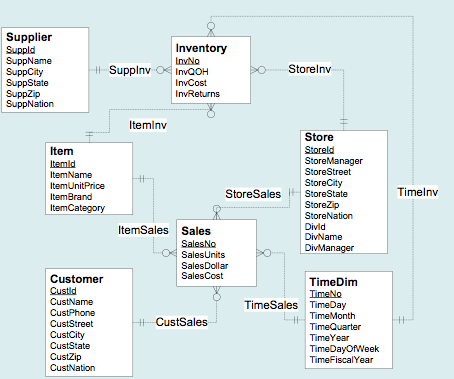 Supplier
SuppId
SuppName
SuppCity
SuppState
SuppZip
SuppNation
SuppInv
Inventory
InvNo
InvQOH
InvCost
InvReturns
StoreInv
ItemInv
Item
ItemId
ItemName
ItemUnitPrice
ItemBrand
ItemCategory
Store
StoreId
StoreManager
StoreStreet
StoreCity
StoreState
StoreZip
StoreNation
DivId
DivName
DivManager
TimeInv
StoreSales
ItemSales
Sales
SalesNo
SalesUnits
SalesDollar
SalesCost
Customer
CustId
CustName
CustPhone
CustStreet
CustCity
CustState
CustZip
CustNation
CustSales
TimeSales
TimeDim
TimeNo
TimeDay
TimeMonth
TimeQuarter
TimeYear
TimeDayOfWeek
TimeFiscalYear